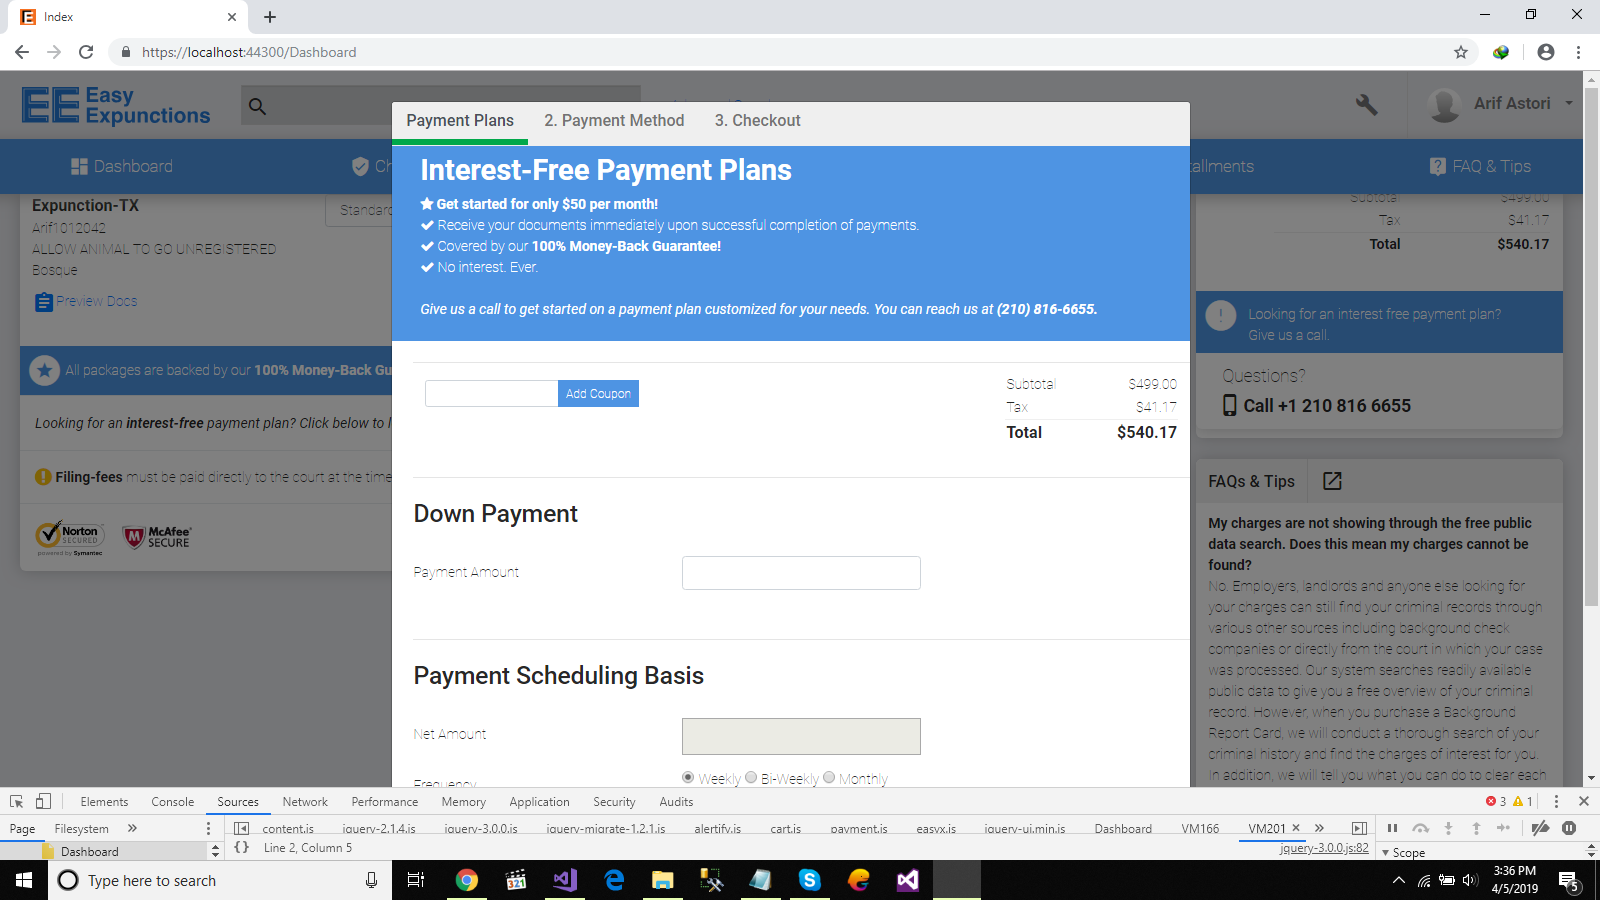 Index
https://localhost:44300/Dashboard
EE Easy Expunctions
Arif Astori
Dashboard
Ch
allments
FAQ & Tips
Payment Plans
2. Payment Method
3. Checkout
Interest-Free Payment Plans
Get started for only $50 per month!
Receive your documents immediately upon successful completion of payments.
Covered by our 100% Money-Back Guarantee!
No interest. Ever.
Give us a call to get started on a payment plan customized for your needs. You can reach us at (210) 816-6655.
Add Coupon
Subtotal $499.00
Tax $41.17
Total $540.17
Down Payment
Payment Amount
Payment Scheduling Basis
Net Amount
Frequency
Weekly Bi-Weekly Monthly
Expunction-TX
Standard
Arif1012042
ALLOW ANIMAL TO GO UNREGISTERED
Bosque
Preview Docs
All packages are backed by our 100% Money-Back Gu
Looking for an interest-free payment plan? Click below to l
Filing-fees must be paid directly to the court at the time
Norton
SECURED
powered by Symantec
McAfee
SECURE
Subtotal $499.00
Tax $41.17
Total $540.17
Looking for an interest free payment plan?
Give us a call.
Questions?
Call +1 210 816 6655
FAQs & Tips
My charges are not showing through the free public
data search. Does this mean my charges cannot be
found?
No. Employers, landlords and anyone else looking for
your charges can still find your criminal records through
various other sources including background check
companies or directly from the court in which your case
was processed. Our system searches readily available
public data to give you a free overview of your criminal
record. However, when you purchase a Background
Report Card, we will conduct a thorough search of your
criminal history and find the charges of interest for you.
In addition, we will tell you what you can do to clear each
Elements Console Sources Network Performance Memory Application Security Audits
3 1
Page Filesystem
content.js jquery-2.1.4.js jquery-3.0.0.js jquery-migrate-1.2.1.js alertify.js cart.js payment.js easyx.js jquery-ui.min.js Dashboard VM166 VM201
Dashboard
{} Line 2, Column 5
jquery-3.0.0.js:82
Scope
Type here to search
321
3:36 PM
4/5/2019
5